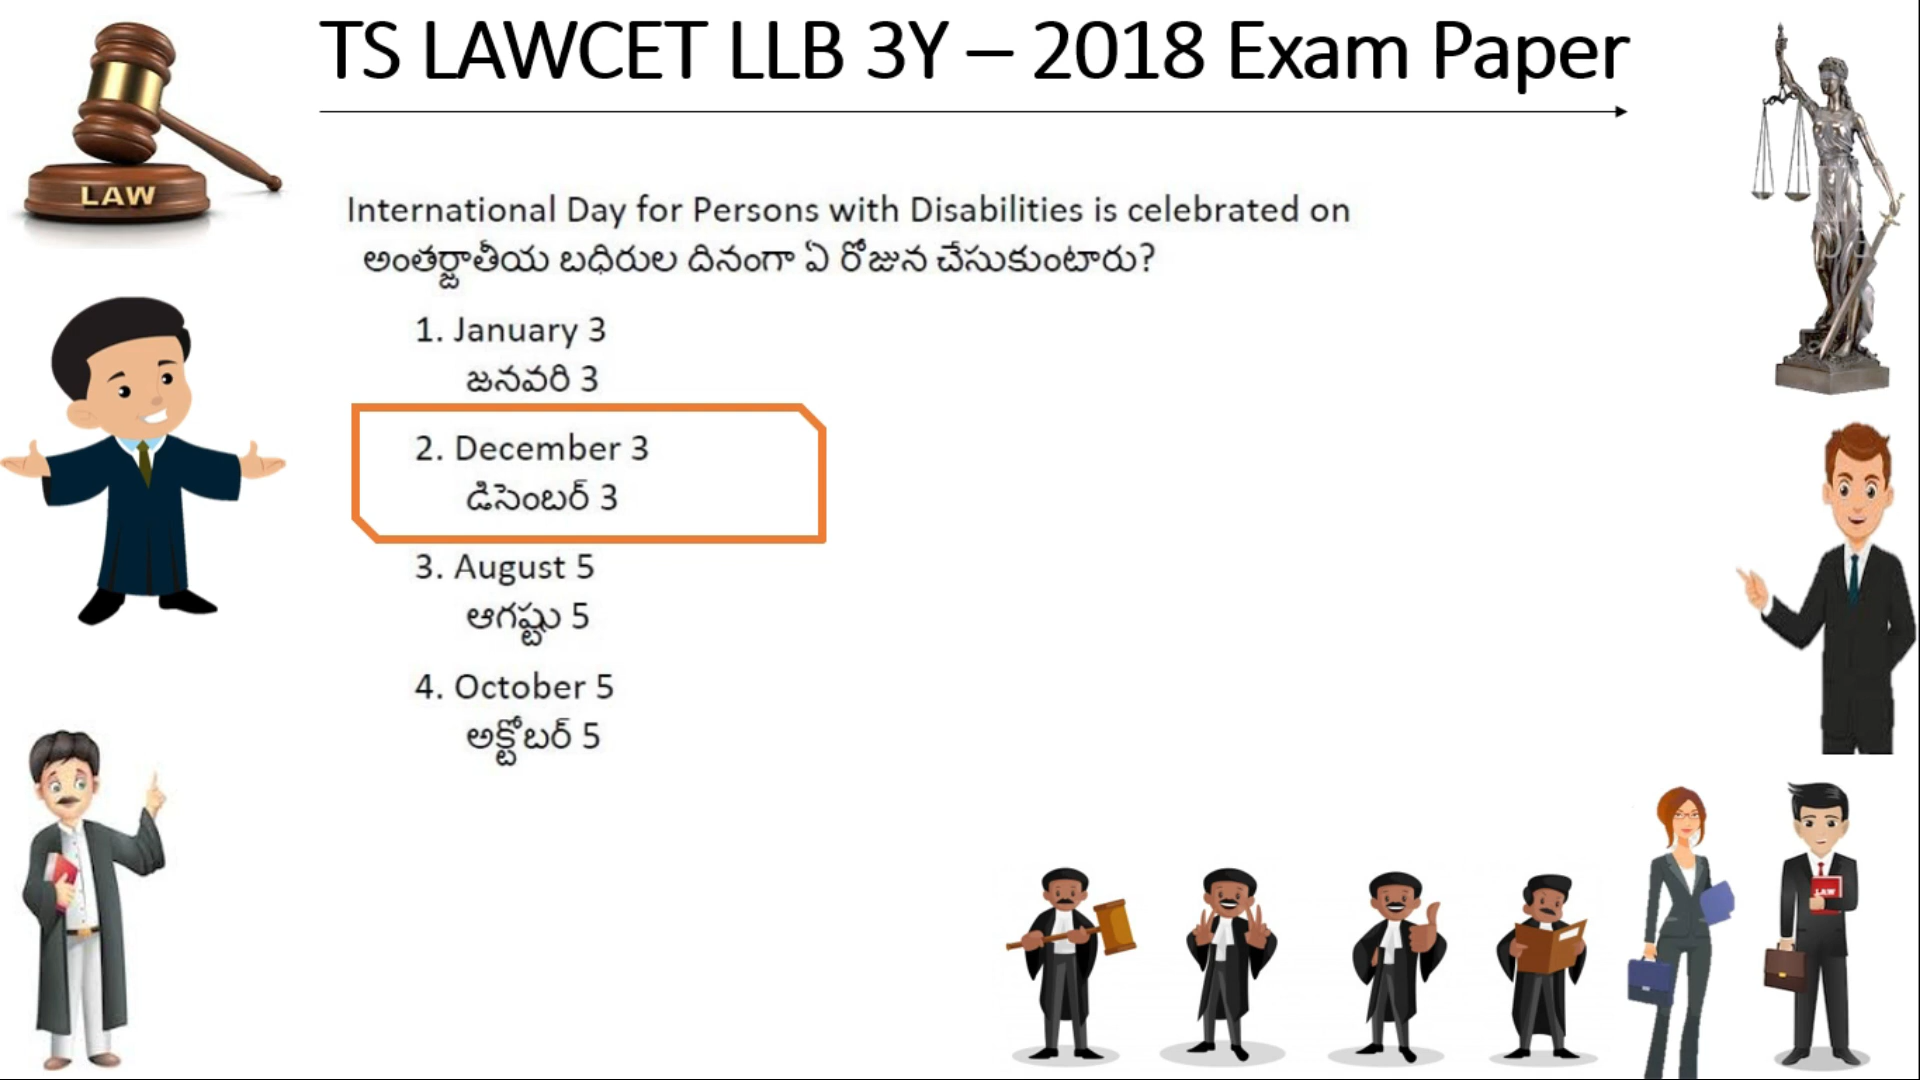 TS LAWCET LLB 3Y – 2018 Exam Paper
LAW
International Day for Persons with Disabilities is celebrated on
అంతర్జాతీయ బధిరుల దినంగా ఏ రోజున చేసుకుంటారు?
1. January 3
జనవరి 3
2. December 3
డిసెంబర్ 3
3. August 5
ఆగష్టు 5
4. October 5
అక్టోబర్ 5
LAW